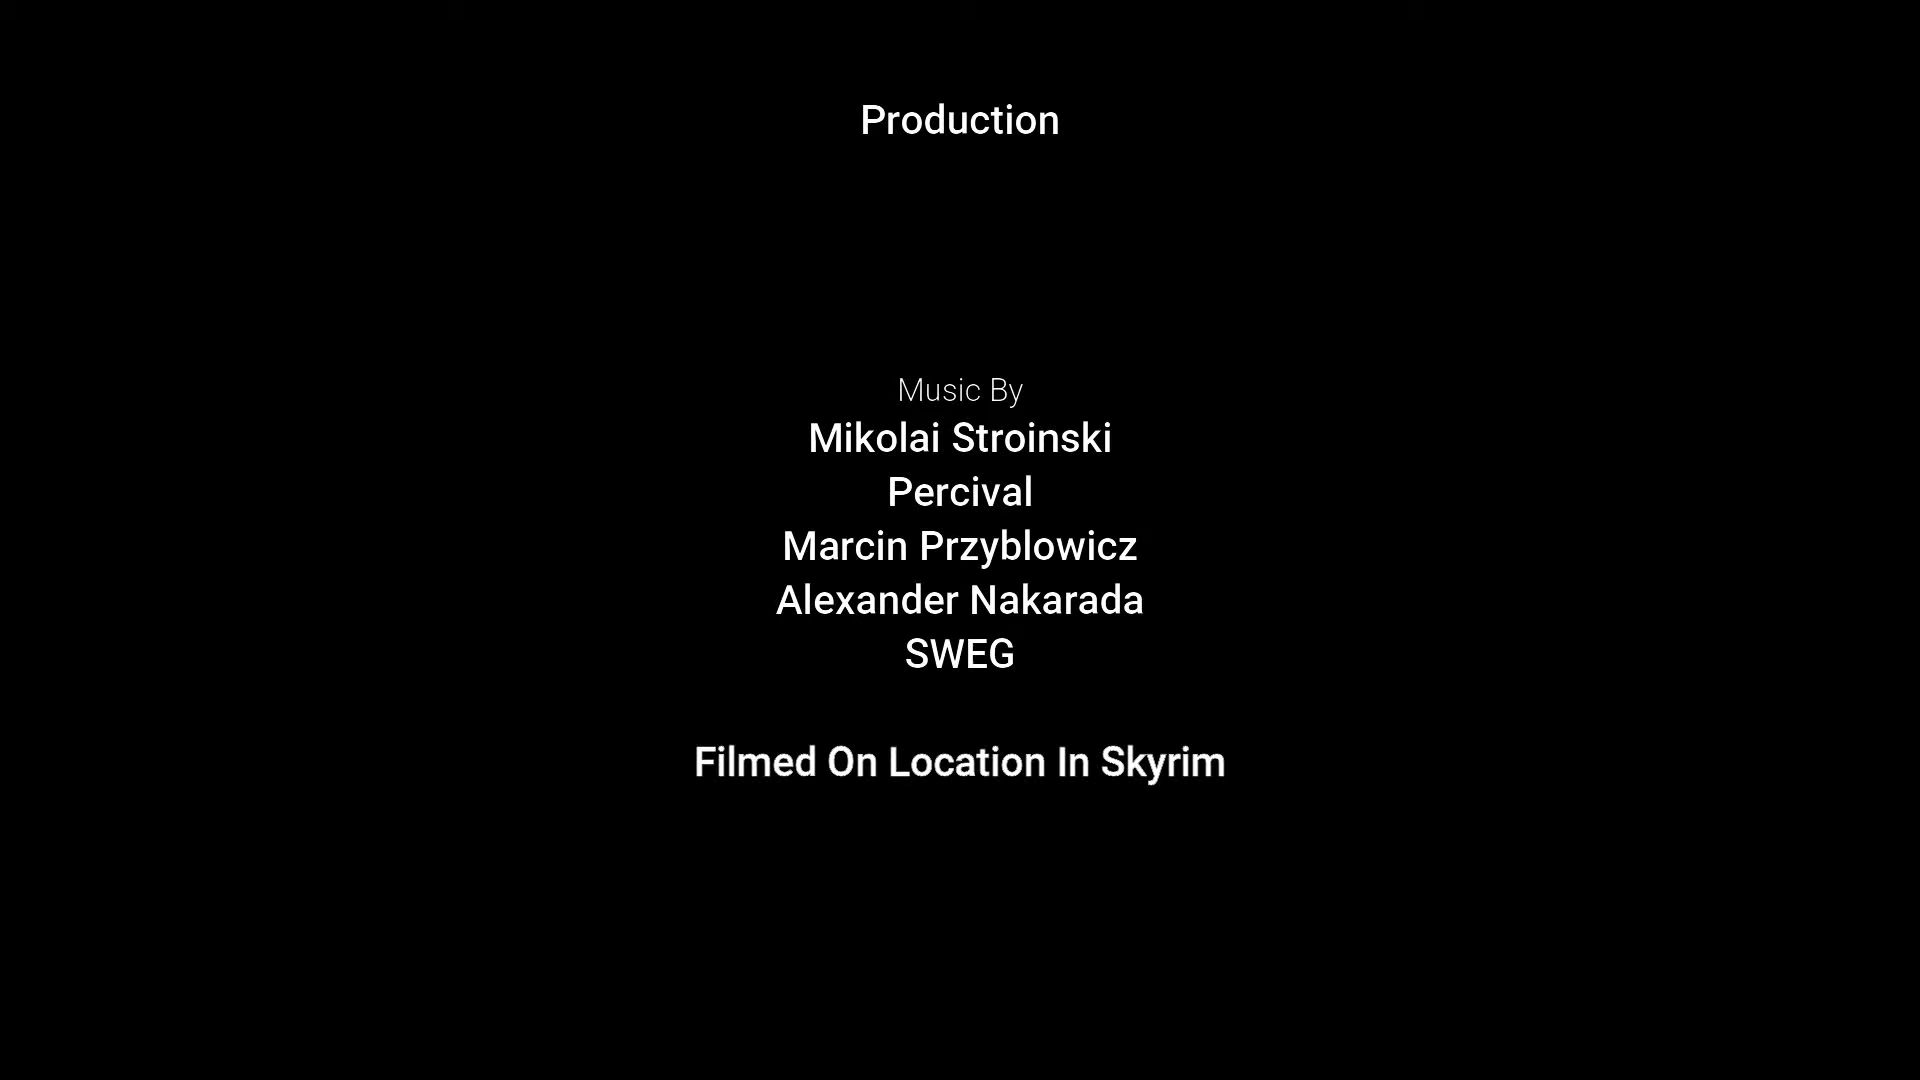 Production
Music By
Mikolai Stroinski
Percival
Marcin Przyblowicz
Alexander Nakarada
SWEG
Filmed On Location In Skyrim